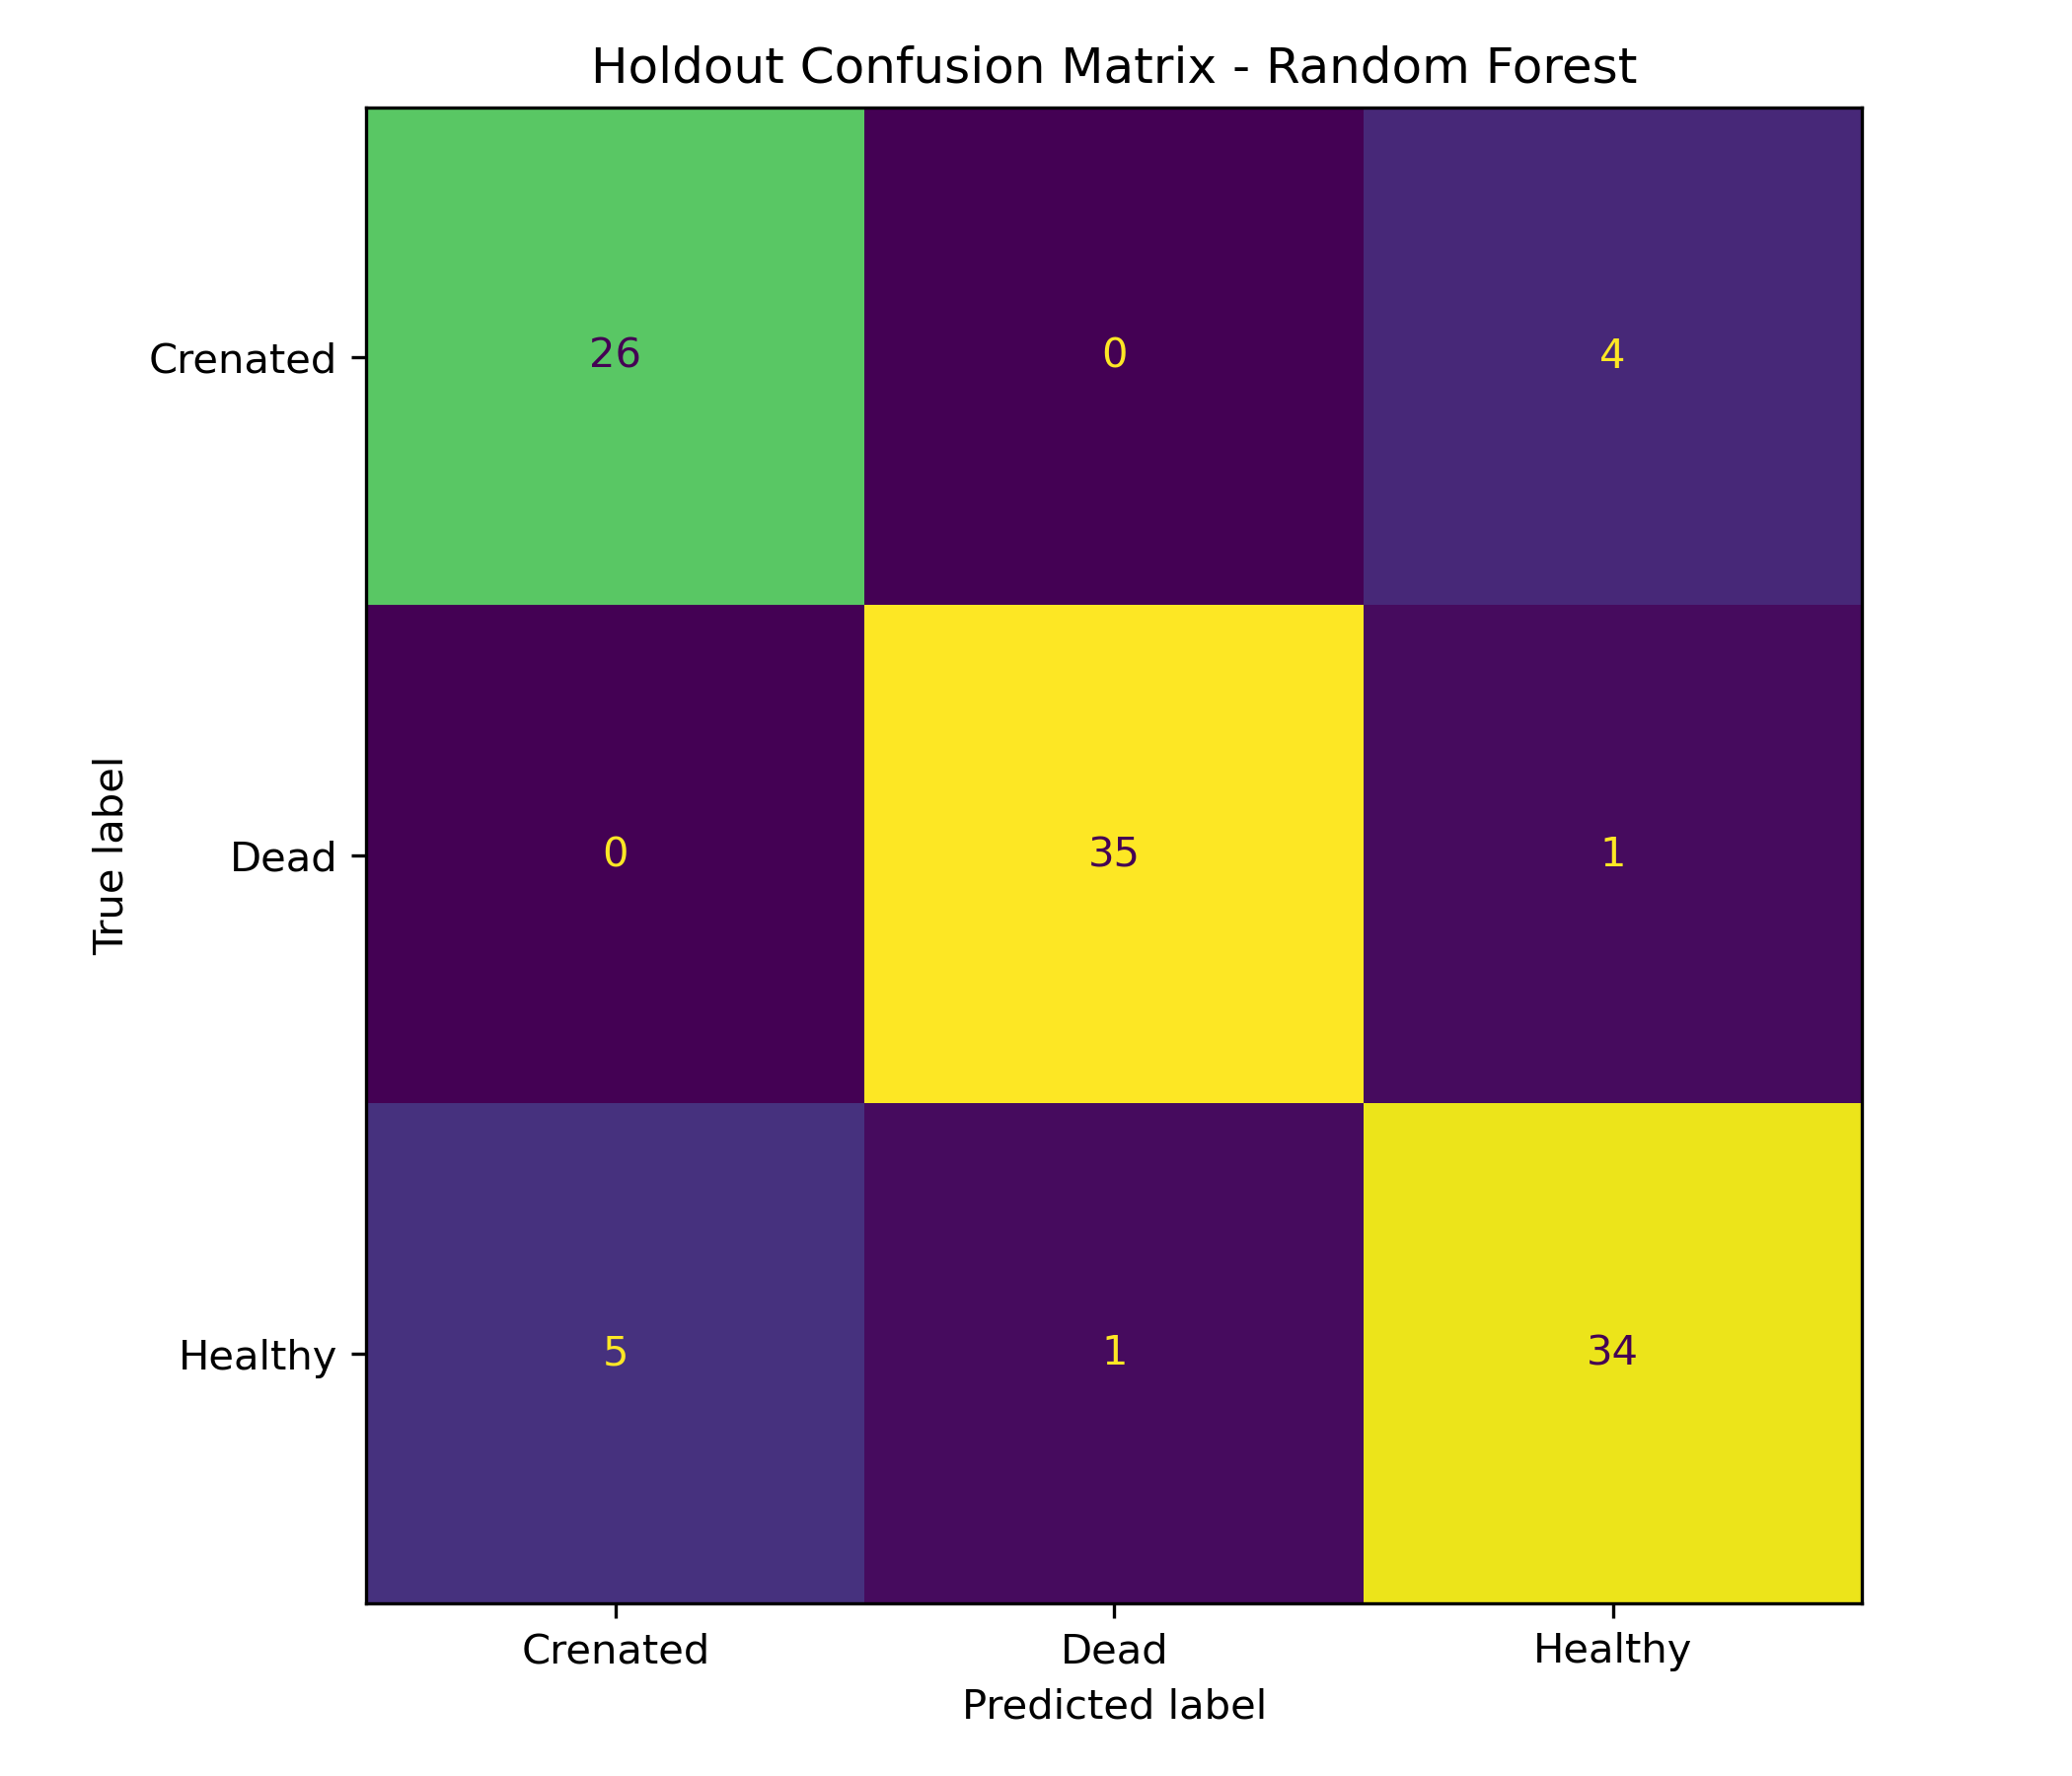 Holdout Confusion Matrix - Random Forest
Crenated
26
0
4
True label
Dead
0
35
1
Healthy
5
1
34
Crenated
Dead
Healthy
Predicted label